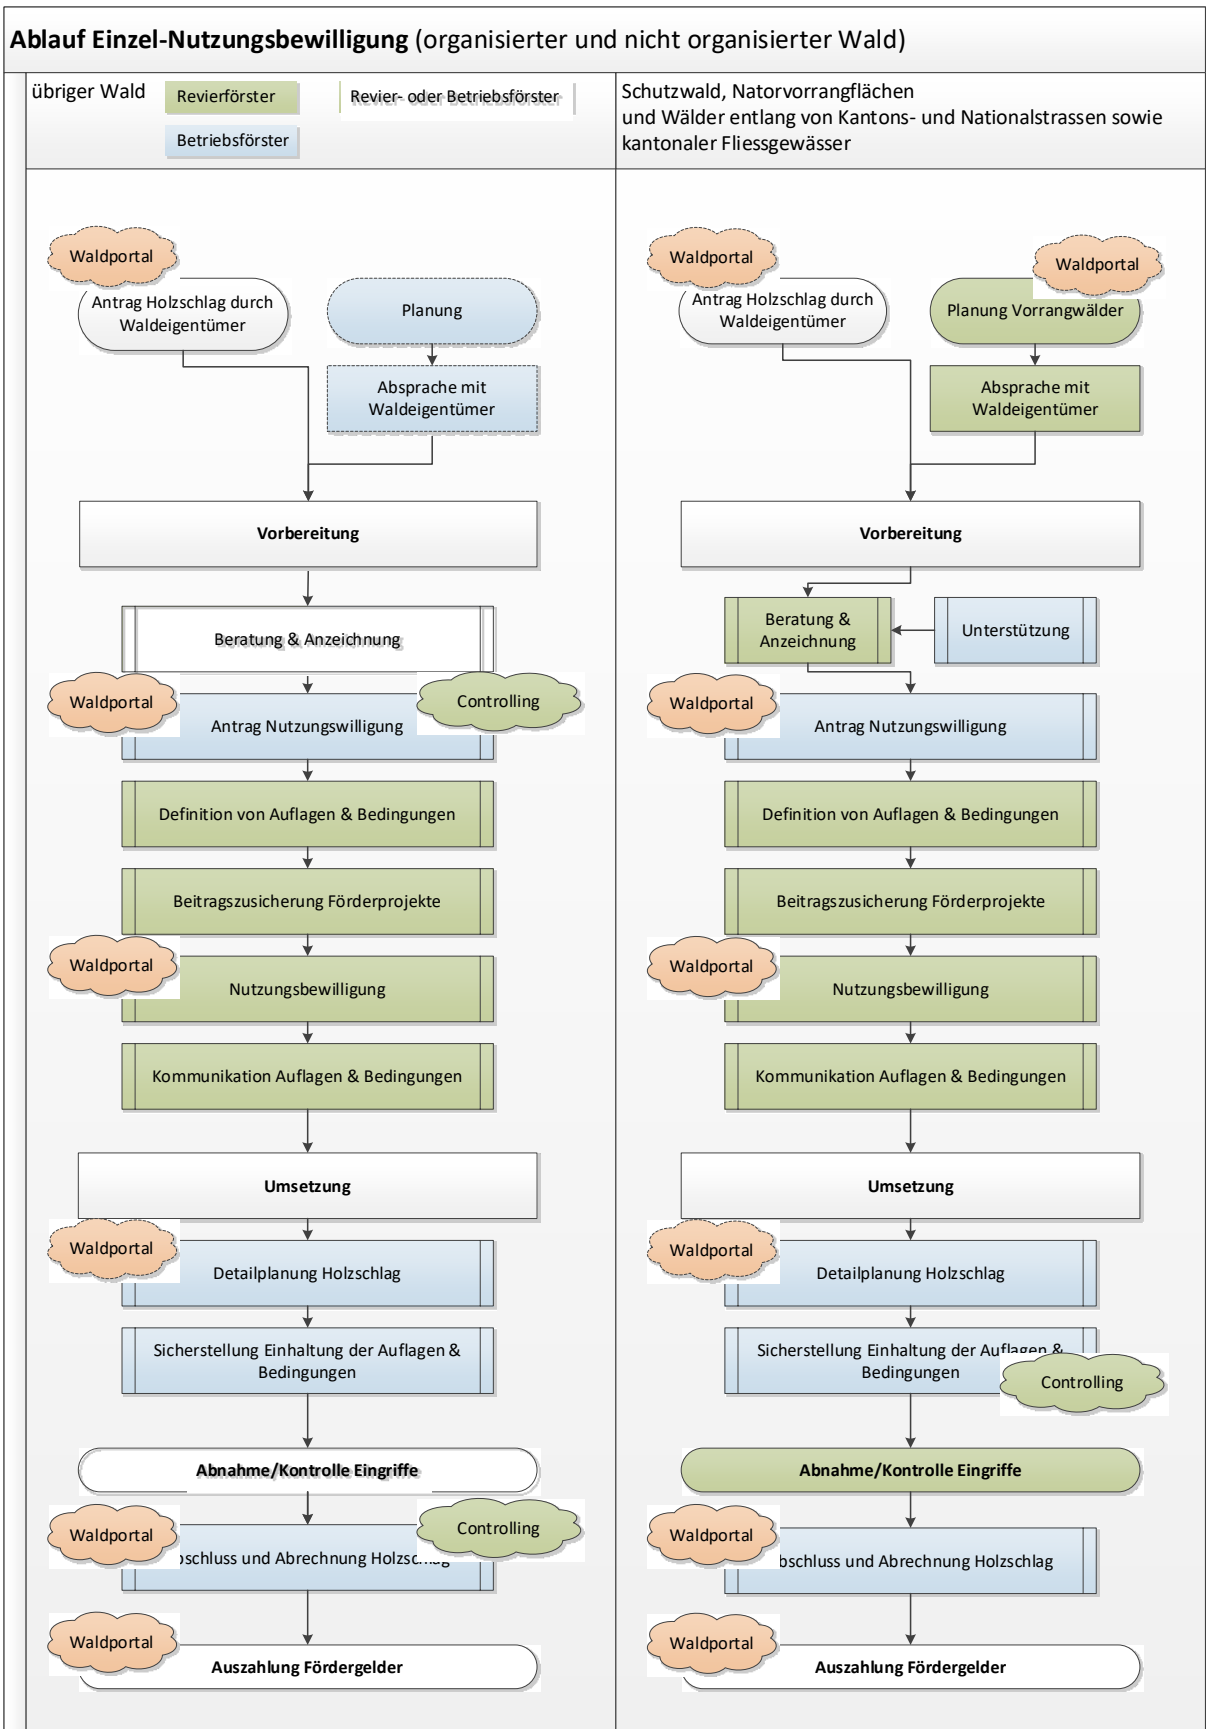 Ablauf Einzel-Nutzungsbewilligung (organisierter und nicht organisierter Wald)
übriger Wald
Revierförster
Revier- oder Betriebsförster
Betriebsförster
Schutzwald, Natorvorrangflächen
und Wälder entlang von Kantons- und Nationalstrassen sowie
kantonaler Fliessgewässer
Waldportal
Antrag Holzschlag durch
Waldeigentümer
Planung
Absprache mit
Waldeigentümer
Vorbereitung
Beratung & Anzeichnung
Waldportal
Controlling
Antrag Nutzungswilligung
Definition von Auflagen & Bedingungen
Beitragszusicherung Förderprojekte
Waldportal
Nutzungsbewilligung
Kommunikation Auflagen & Bedingungen
Umsetzung
Waldportal
Detailplanung Holzschlag
Sicherstellung Einhaltung der Auflagen &
Bedingungen
Abnahme/Kontrolle Eingriffe
Waldportal
Controlling
bschluss und Abrechnung Holzschlag
Waldportal
Auszahlung Fördergelder
Waldportal
Antrag Holzschlag durch
Waldeigentümer
Waldportal
Planung Vorrangwälder
Absprache mit
Waldeigentümer
Vorbereitung
Beratung &
Anzeichnung
Unterstützung
Waldportal
Antrag Nutzungswilligung
Definition von Auflagen & Bedingungen
Beitragszusicherung Förderprojekte
Waldportal
Nutzungsbewilligung
Kommunikation Auflagen & Bedingungen
Umsetzung
Waldportal
Detailplanung Holzschlag
Sicherstellung Einhaltung der Auflagen &
Bedingungen
Controlling
Abnahme/Kontrolle Eingriffe
Waldportal
bschluss und Abrechnung Holzschlag
Waldportal
Auszahlung Fördergelder